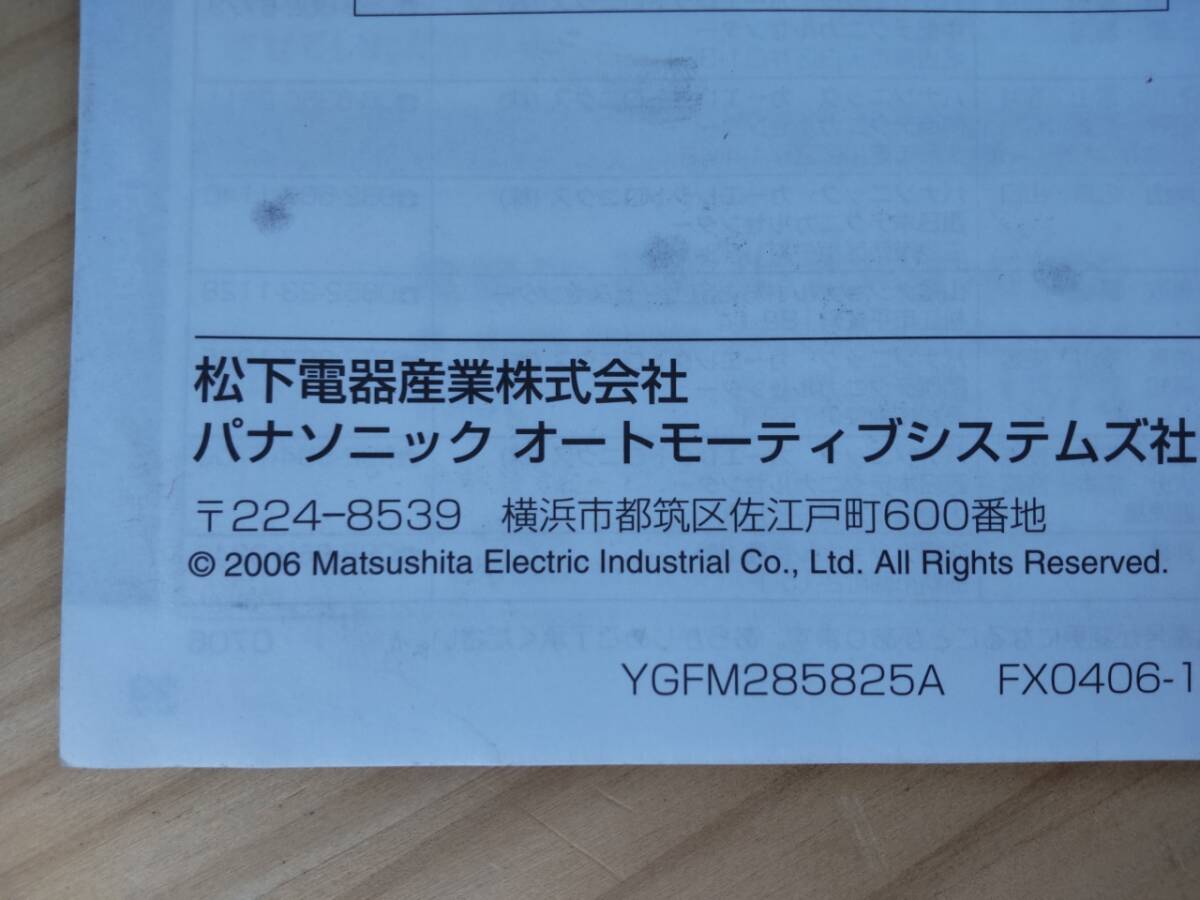 松下電器産業株式会社
パナソニック オートモーティブシステムズ社
〒224-8539 横浜市都筑区佐江戸町600番地
© 2006 Matsushita Electric Industrial Co., Ltd. All Rights Reserved.
YGFM285825A FX0406-1